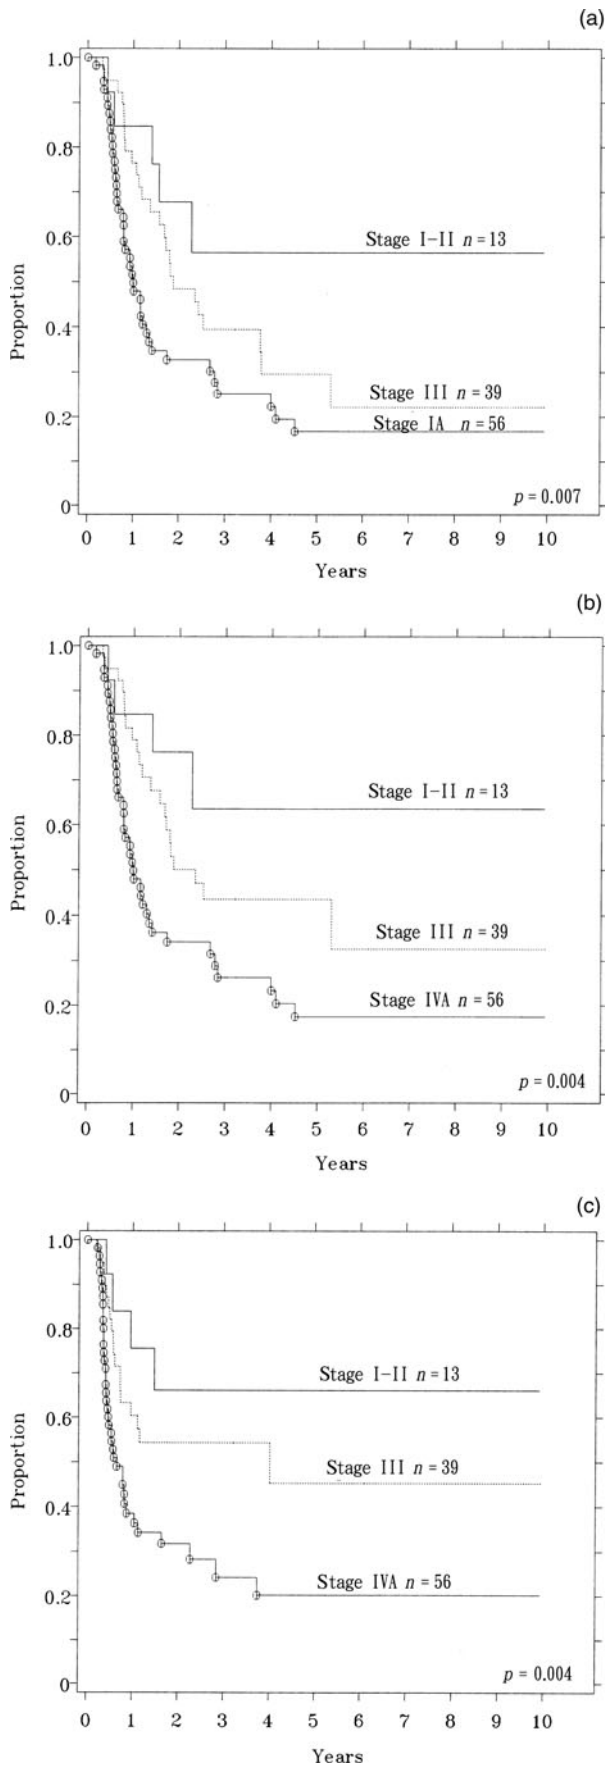 (a)
1.0
0.8
0.6
0.4
0.2
0
Proportion
Stage I-II n = 13
Stage III n = 39
Stage IA n = 56
p = 0.007
0 1 2 3 4 5 6 7 8 9 10
Years
(b)
1.0
0.8
0.6
0.4
0.2
0
Proportion
Stage I-II n = 13
Stage III n = 39
Stage IVA n = 56
p = 0.004
0 1 2 3 4 5 6 7 8 9 10
Years
(c)
1.0
0.8
0.6
0.4
0.2
0
Proportion
Stage I-II n = 13
Stage III n = 39
Stage IVA n = 56
p = 0.004
0 1 2 3 4 5 6 7 8 9 10
Years